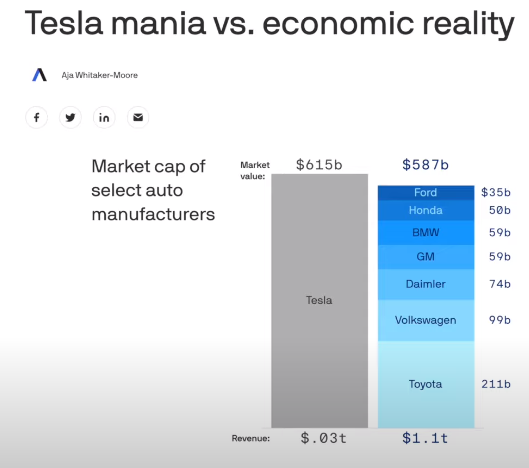 Tesla mania vs. economic reality
Aja Whitaker-Moore
Market cap of
select auto
manufacturers
Market
value:
$615b
$587b
Ford $35b
Honda 50b
BMW 59b
GM 59b
Daimler 74b
Tesla
Volkswagen 99b
Toyota 211b
Revenue: $.03t $1.1t